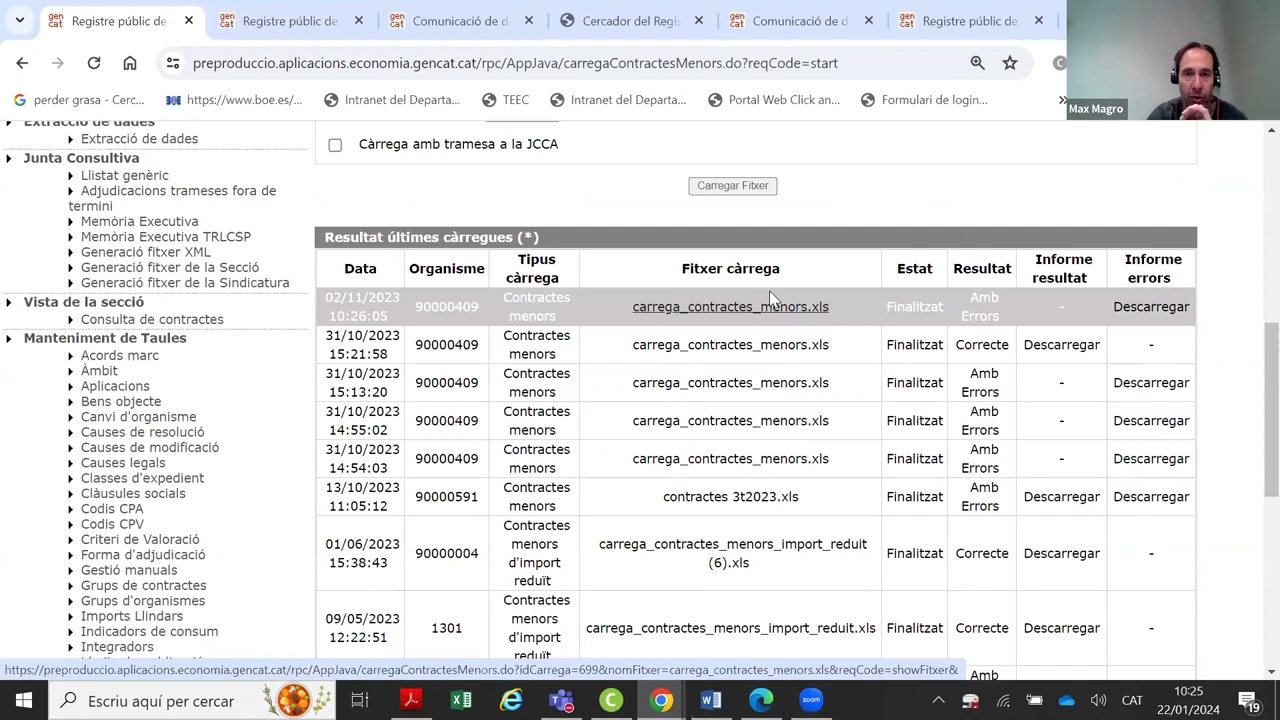 gen cat Registre públic de
gen cat Registre públic de
gen cat Comunicació de d
Cercador del Regis
gen cat Comunicació de d
gen cat Registre públic de
preproduccio.aplicacions.economia.gencat.cat/rpc/AppJava/carregaContractesMenors.do?reqCode=start
perder grasa - Cerc...
https://www.boe.es/...
Intranet del Departa...
TEEC
Intranet del Departa...
Portal Web Click an...
Formulari de login...
Max Magro
Extracció de dades
Extracció de dades
Junta Consultiva
Llistat genèric
Adjudicacions trameses fora de
termini
Memòria Executiva
Memòria Executiva TRLCSP
Generació fitxer XML
Generació fitxer de la Secció
Generació fitxer de la Sindicatura
Vista de la secció
Consulta de contractes
Manteniment de Taules
Acords marc
Àmbit
Aplicacions
Bens objecte
Canvi d'organisme
Causes de resolució
Causes de modificació
Causes legals
Classes d'expedient
Clàusules socials
Codis CPA
Codis CPV
Criteri de Valoració
Forma d'adjudicació
Gestió manuals
Grups de contractes
Grups d'organismes
Imports Llindars
Indicadors de consum
Integradors
Càrrega amb tramesa a la JCCA
Carregar Fitxer
Resultat últimes càrregues (*)
Data Organisme Tipus càrrega Fitxer càrrega Estat Resultat Informe resultat Informe errors
02/11/2023 10:26:05 90000409 Contractes menors carrega_contractes_menors.xls Finalitzat Amb Errors - Descarregar
31/10/2023 15:21:58 90000409 Contractes menors carrega_contractes_menors.xls Finalitzat Correcte Descarregar -
31/10/2023 15:13:20 90000409 Contractes menors carrega_contractes_menors.xls Finalitzat Amb Errors - Descarregar
31/10/2023 14:55:02 90000409 Contractes menors carrega_contractes_menors.xls Finalitzat Amb Errors - Descarregar
31/10/2023 14:54:03 90000409 Contractes menors carrega_contractes_menors.xls Finalitzat Amb Errors - Descarregar
13/10/2023 11:05:12 90000591 Contractes menors contractes 3t2023.xls Finalitzat Amb Errors Descarregar Descarregar
01/06/2023 15:38:43 90000004 Contractes menors d'import reduït carrega_contractes_menors_import_reduit (6).xls Finalitzat Correcte Descarregar -
09/05/2023 12:22:51 1301 Contractes menors d'import carrega_contractes_menors_import_reduit.xls Finalitzat Correcte Descarregar -
Amb
https://preproduccio.aplicacions.economia.gencat.cat/rpc/AppJava/carregaContractesMenors.do?idCarrega=699&nomFitxer=carrega_contractes_menors.xls&reqCode=showFitxer&
Escriu aquí per cercar
zoom
CAT
10:25
22/01/2024
19